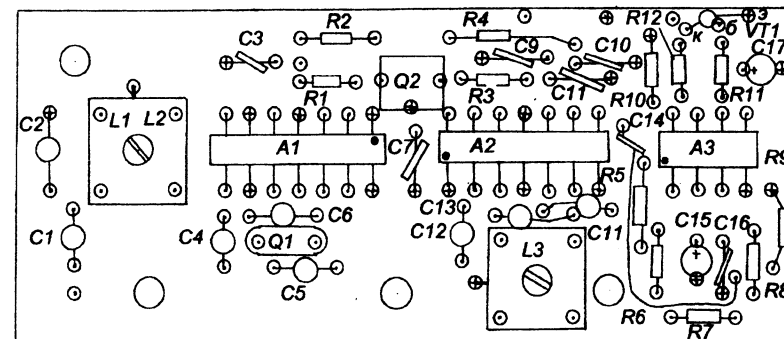 R2
R4
R12
К
б
э
VT1
C3
C9
C10
C17
Q2
R1
R3
C11
R10
R11
C2
L1 L2
C14
A1
C7
A2
A3
R5
R9
C1
C4
C6
C13
C12
C11
C15
C16
Q1
L3
C5
R6
R7
R8